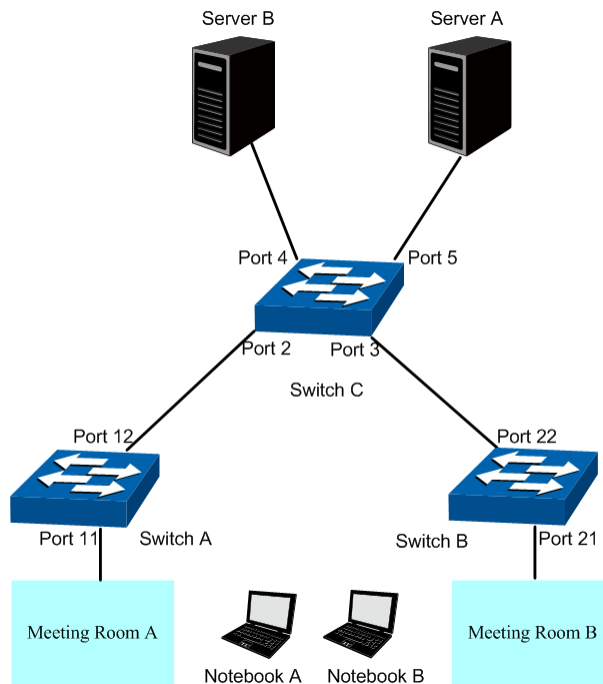 Server B
Server A
Port 4
Port 5
Port 2
Port 3
Switch C
Port 12
Port 22
Port 11
Switch A
Switch B
Port 21
Meeting Room A
Meeting Room B
Notebook A
Notebook B